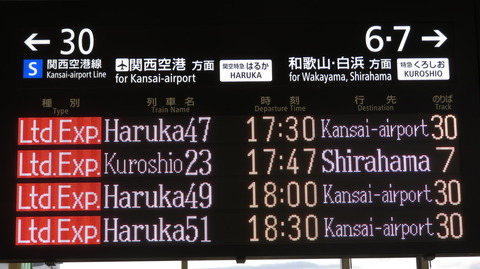 ← 30
6·7 →
S 関西空港線 Kansai-airport Line
関西空港 方面 for Kansai-airport
関空特急 はるか HARUKA
和歌山・白浜 方面 for Wakayama, Shirahama
特急 くろしお KUROSHIO
種別 列車名 時刻 行先 のりば
Type Train Name Departure Time Destination Track
Ltd.Exp. Haruka47 17:30 Kansai-airport 30
Ltd.Exp. Kuroshio23 17:47 Shirahama 7
Ltd.Exp. Haruka49 18:00 Kansai-airport 30
Ltd.Exp. Haruka51 18:30 Kansai-airport 30